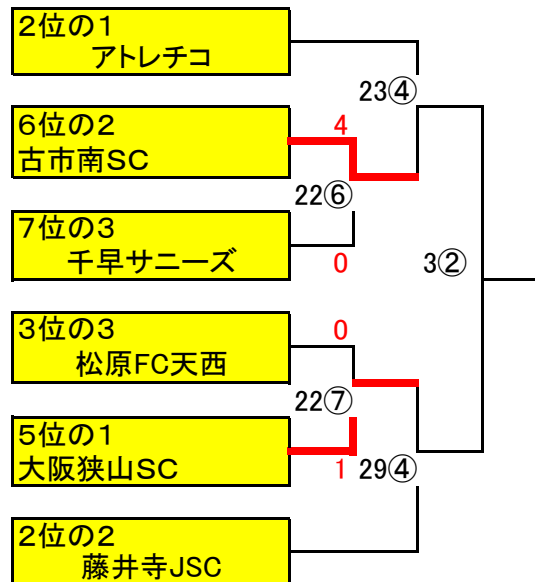 2位の1
アトレチコ
23④
6位の2
4
古市南SC
22⑥
7位の3
千早サニーズ
0
3②
3位の3
0
松原FC天西
22⑦
5位の1
大阪狭山SC
1
29④
2位の2
藤井寺JSC